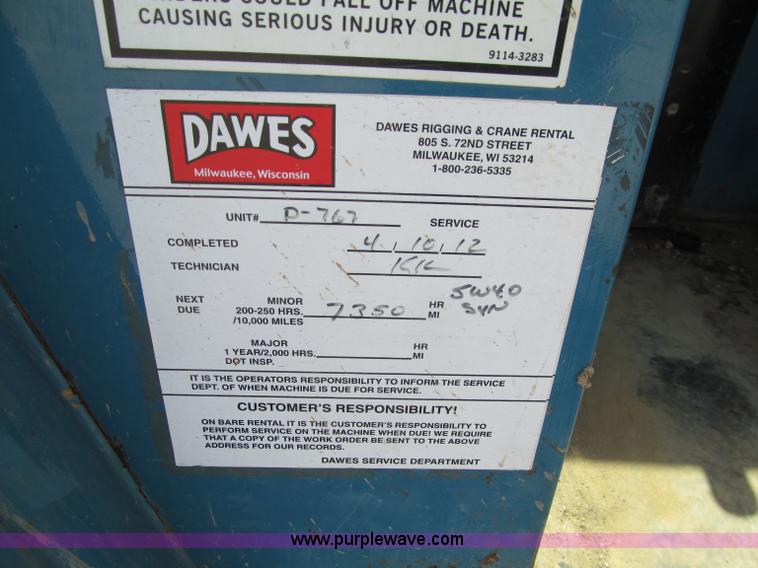 RIDERS COULD FALL OFF MACHINE
CAUSING SERIOUS INJURY OR DEATH.
9114-3283
DAWES
Milwaukee, Wisconsin
DAWES RIGGING & CRANE RENTAL
805 S. 72ND STREET
MILWAUKEE, WI 53214
1-800-236-5335
UNIT# P-767 SERVICE
COMPLETED 4, 10, 12
TECHNICIAN KK
NEXT DUE MINOR 200-250 HRS. /10,000 MILES 7350 HR MI 5W40 SYN
MAJOR 1 YEAR/2,000 HRS. DOT INSP. HR MI
IT IS THE OPERATORS RESPONSIBILITY TO INFORM THE SERVICE
DEPT. OF WHEN MACHINE IS DUE FOR SERVICE.
CUSTOMER'S RESPONSIBILITY!
ON BARE RENTAL IT IS THE CUSTOMER'S RESPONSIBILITY TO
PERFORM SERVICE ON THE MACHINE WHEN DUE! WE REQUIRE
THAT A COPY OF THE WORK ORDER BE SENT TO THE ABOVE
ADDRESS FOR OUR RECORDS.
DAWES SERVICE DEPARTMENT
www.purplewave.com